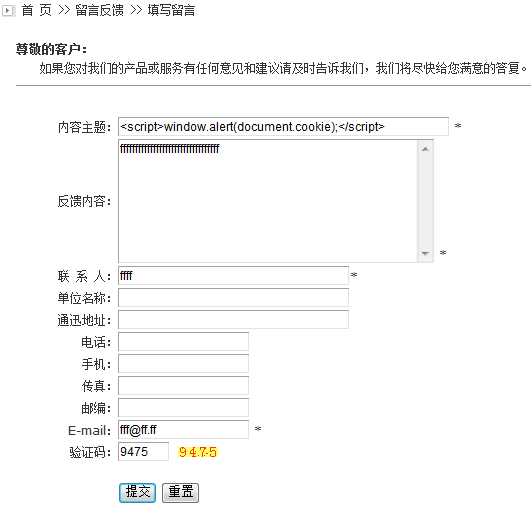 首 页 >> 留言反馈 >> 填写留言
尊敬的客户：
如果您对我们的产品或服务有任何意见和建议请及时告诉我们，我们将尽快给您满意的答复。
内容主题: <script>window.alert(document.cookie);</script> *
反馈内容: fffffffffffffffffffffffffffffffffff *
联 系 人: ffff *
单位名称:
通迅地址:
电话:
手机:
传真:
邮编:
E-mail: fff@ff.ff *
验证码: 9475 9475
提交 重置